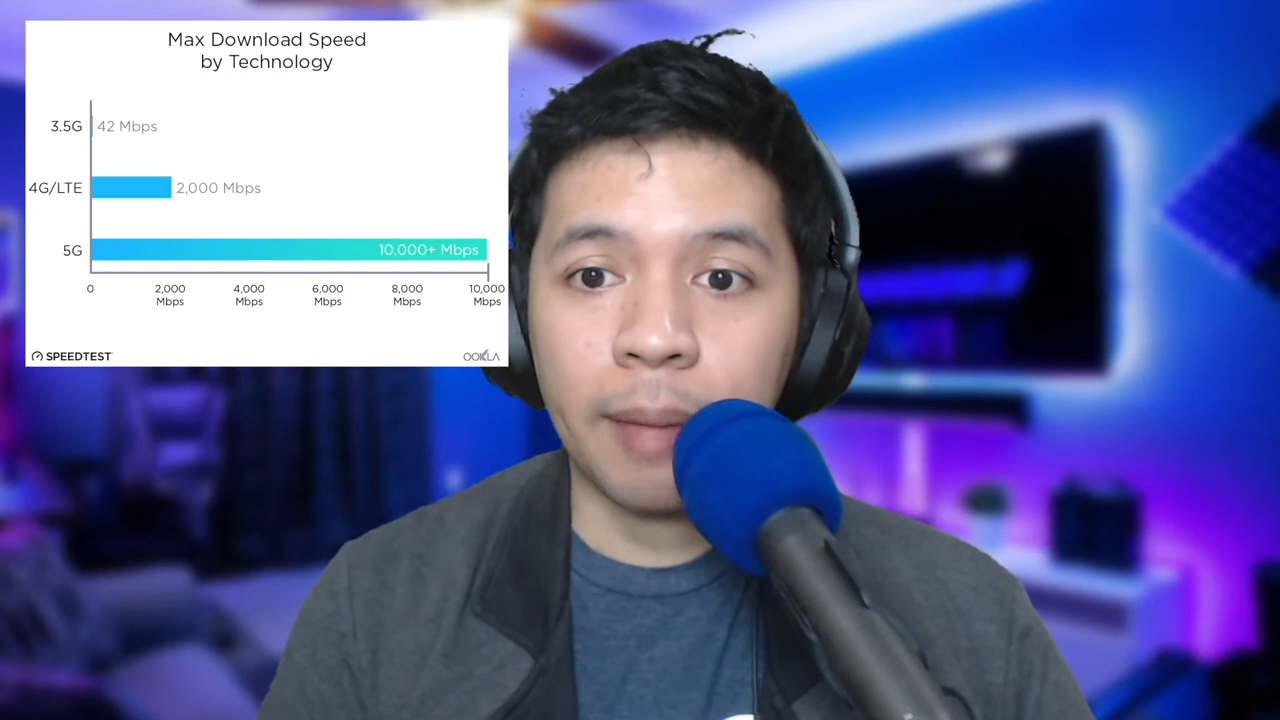 Max Download Speed
by Technology
3.5G 42 Mbps
4G/LTE 2,000 Mbps
5G 10,000+ Mbps
0 2,000 4,000 6,000 8,000 10,000
Mbps Mbps Mbps Mbps Mbps
SPEEDTEST OOKLA